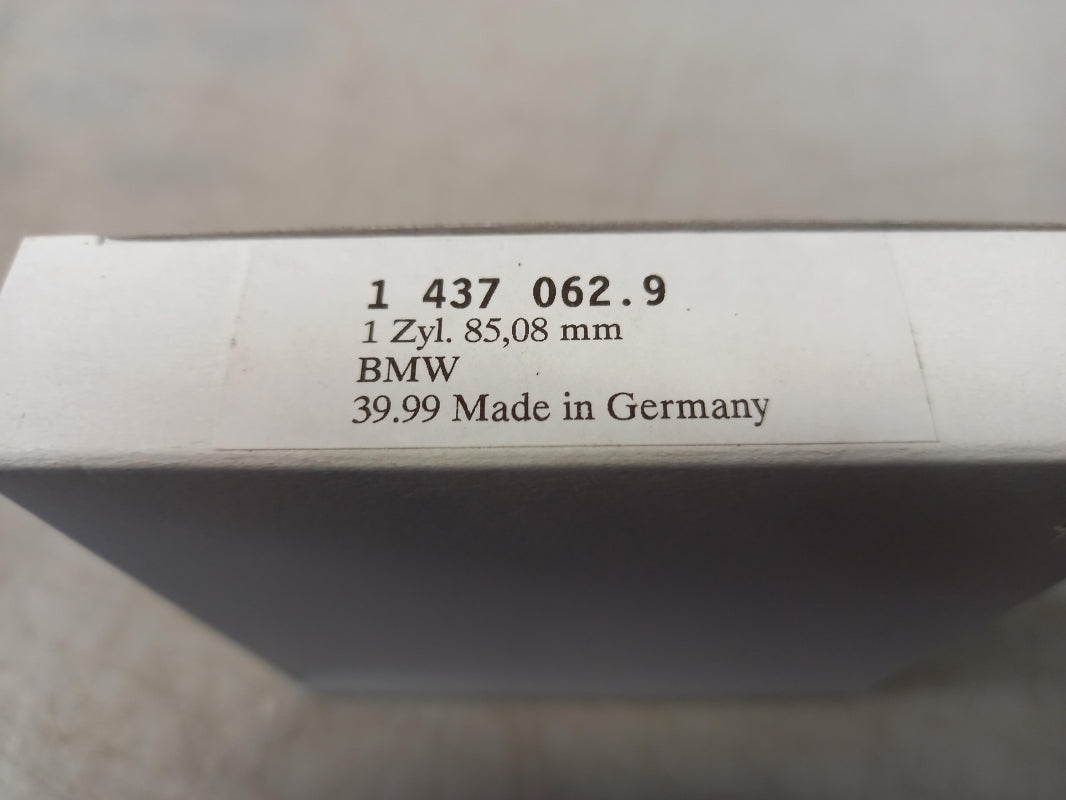 1 437 062.9
1 Zyl. 85,08 mm
BMW
39.99 Made in Germany